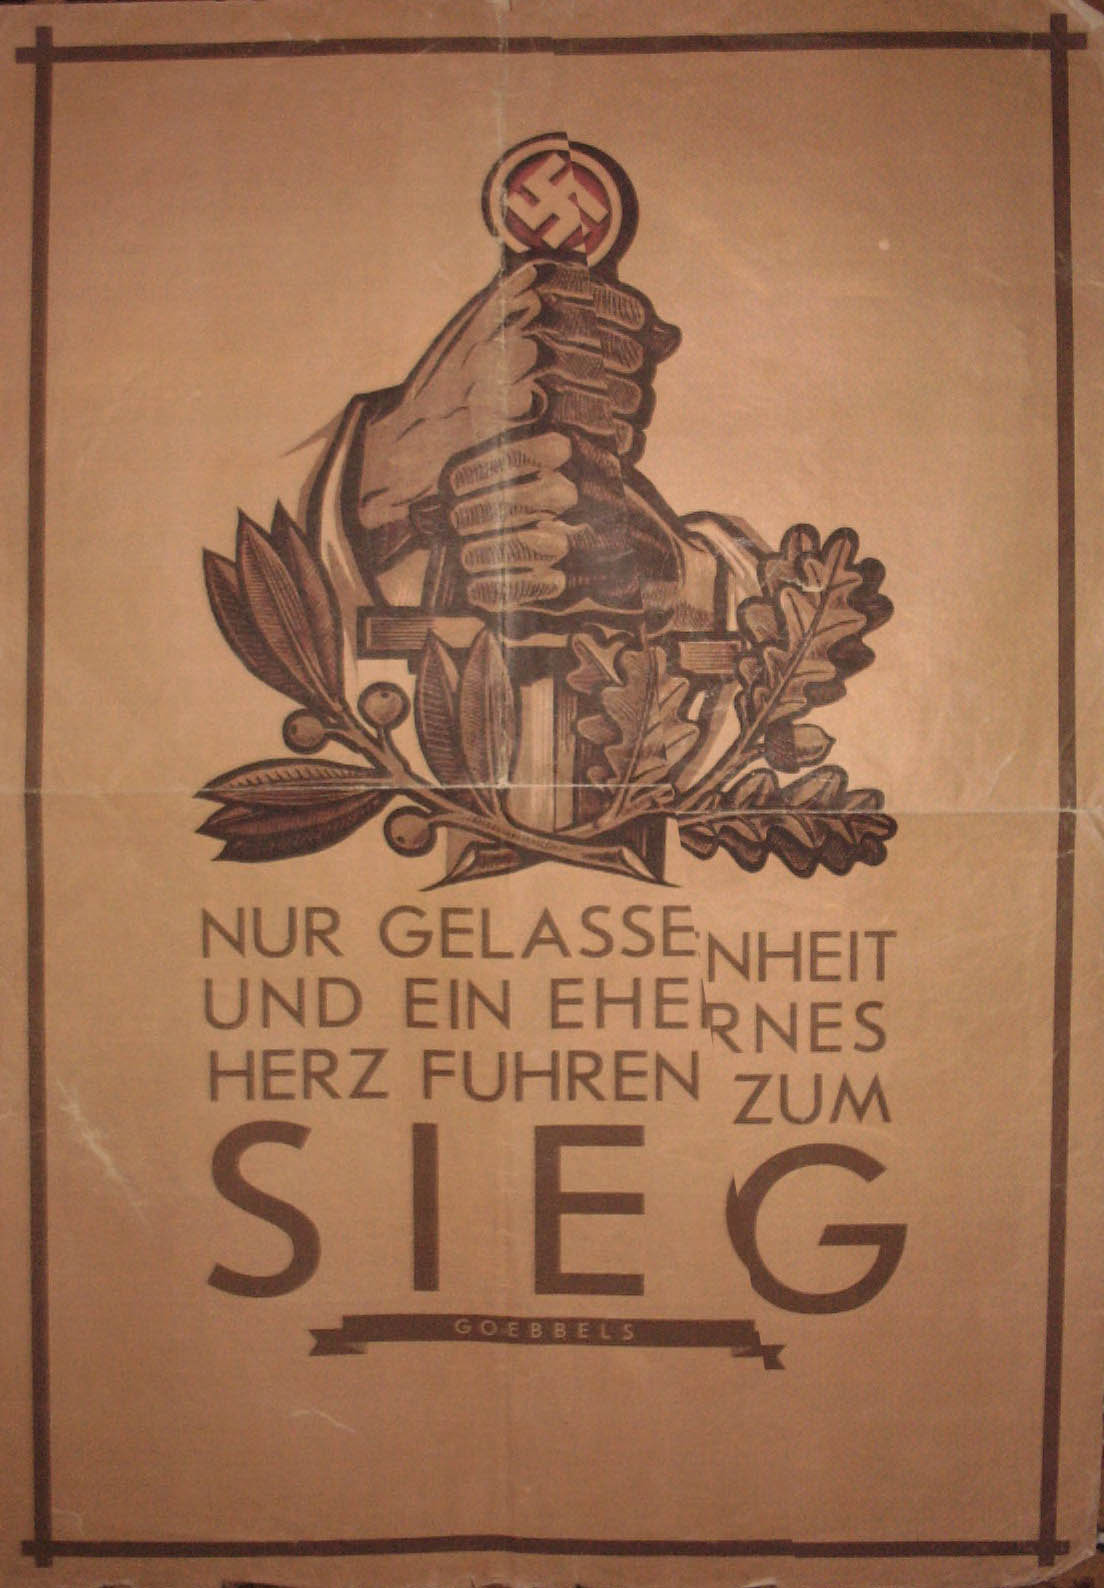 NUR GELASSENHEIT
UND EIN EHERNES
HERZ FUHREN ZUM
SIEG
GOEBBELS